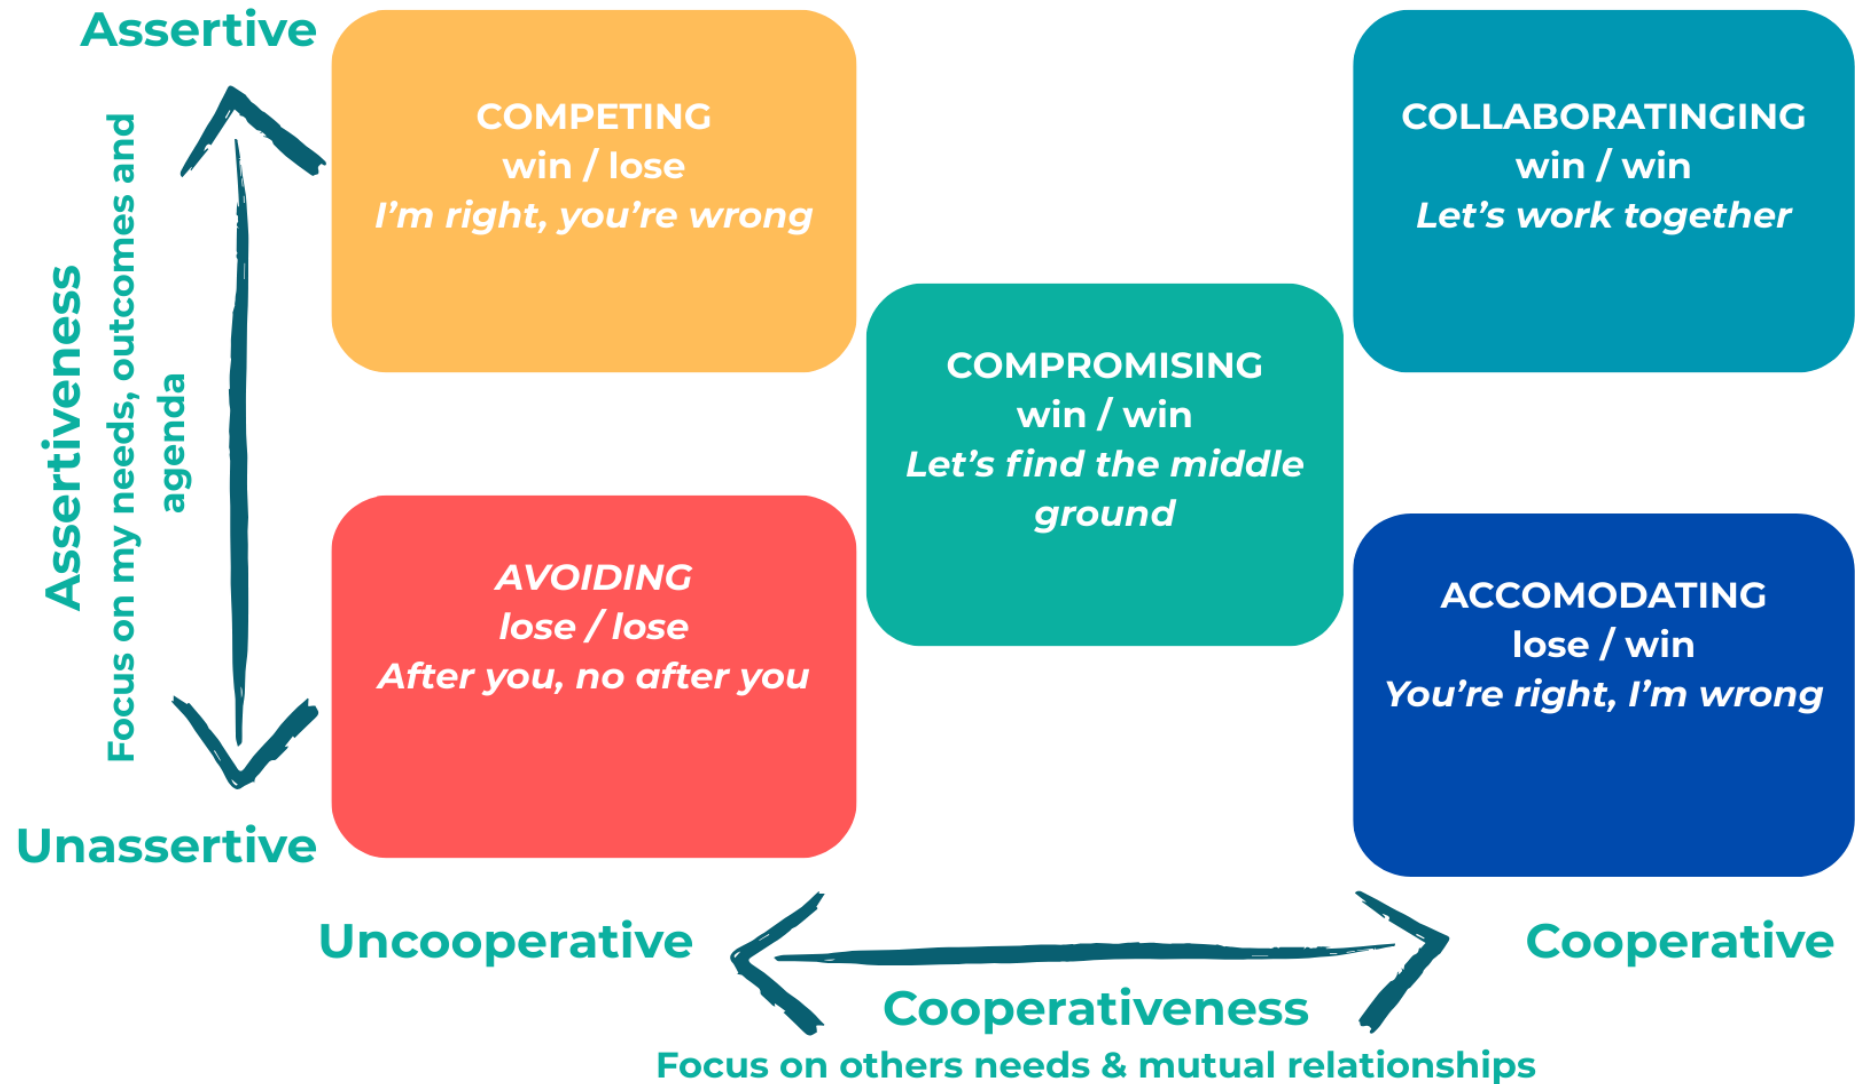 Assertive
Assertiveness
Focus on my needs, outcomes and
agenda
Unassertive
COMPETING
win / lose
I'm right, you're wrong
COLLABORATINGING
win / win
Let's work together
COMPROMISING
win / win
Let's find the middle
ground
AVOIDING
lose / lose
After you, no after you
ACCOMODATING
lose / win
You're right, I'm wrong
Uncooperative
Cooperative
Cooperativeness
Focus on others needs & mutual relationships